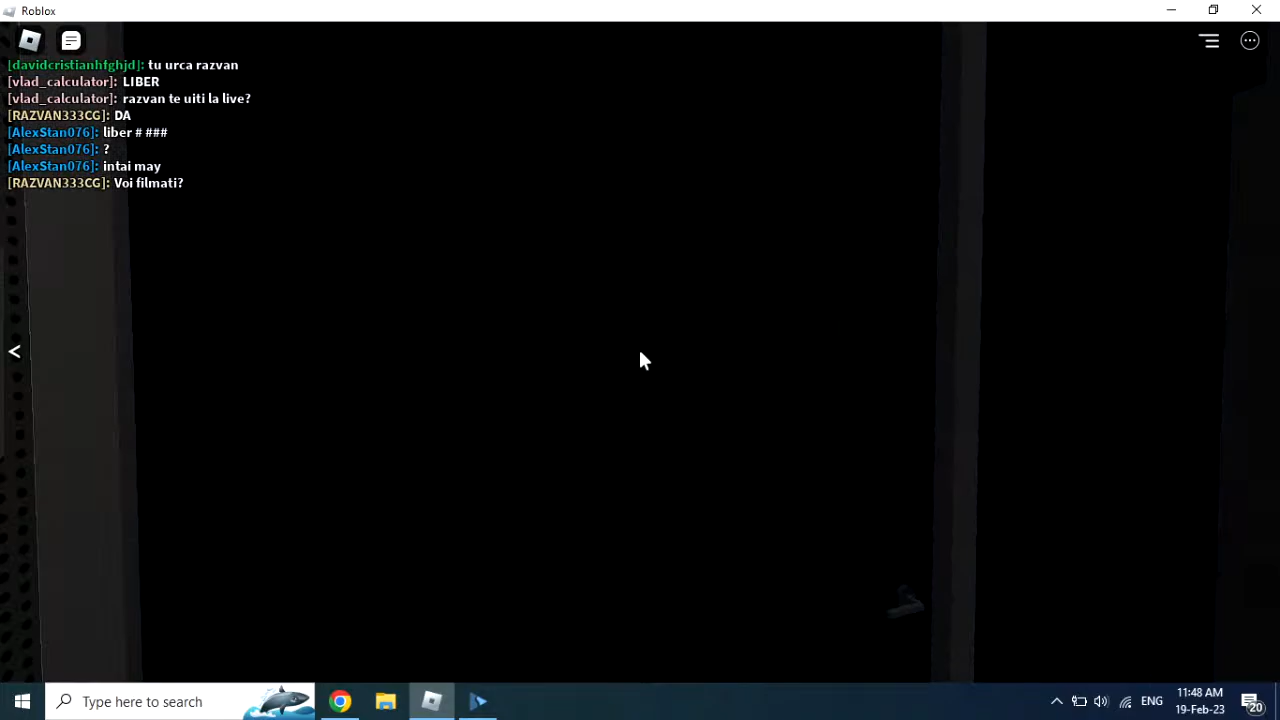 Roblox
[davidcristianhfghjd]: tu urca razvan
[vlad_calculator]: LIBER
[vlad_calculator]: razvan te uiti la live?
[RAZVAN333CG]: DA
[AlexStan076]: liber # ###
[AlexStan076]: ?
[AlexStan076]: intai may
[RAZVAN333CG]: Voi filmati?
Type here to search
ENG
11:48 AM
19-Feb-23
20